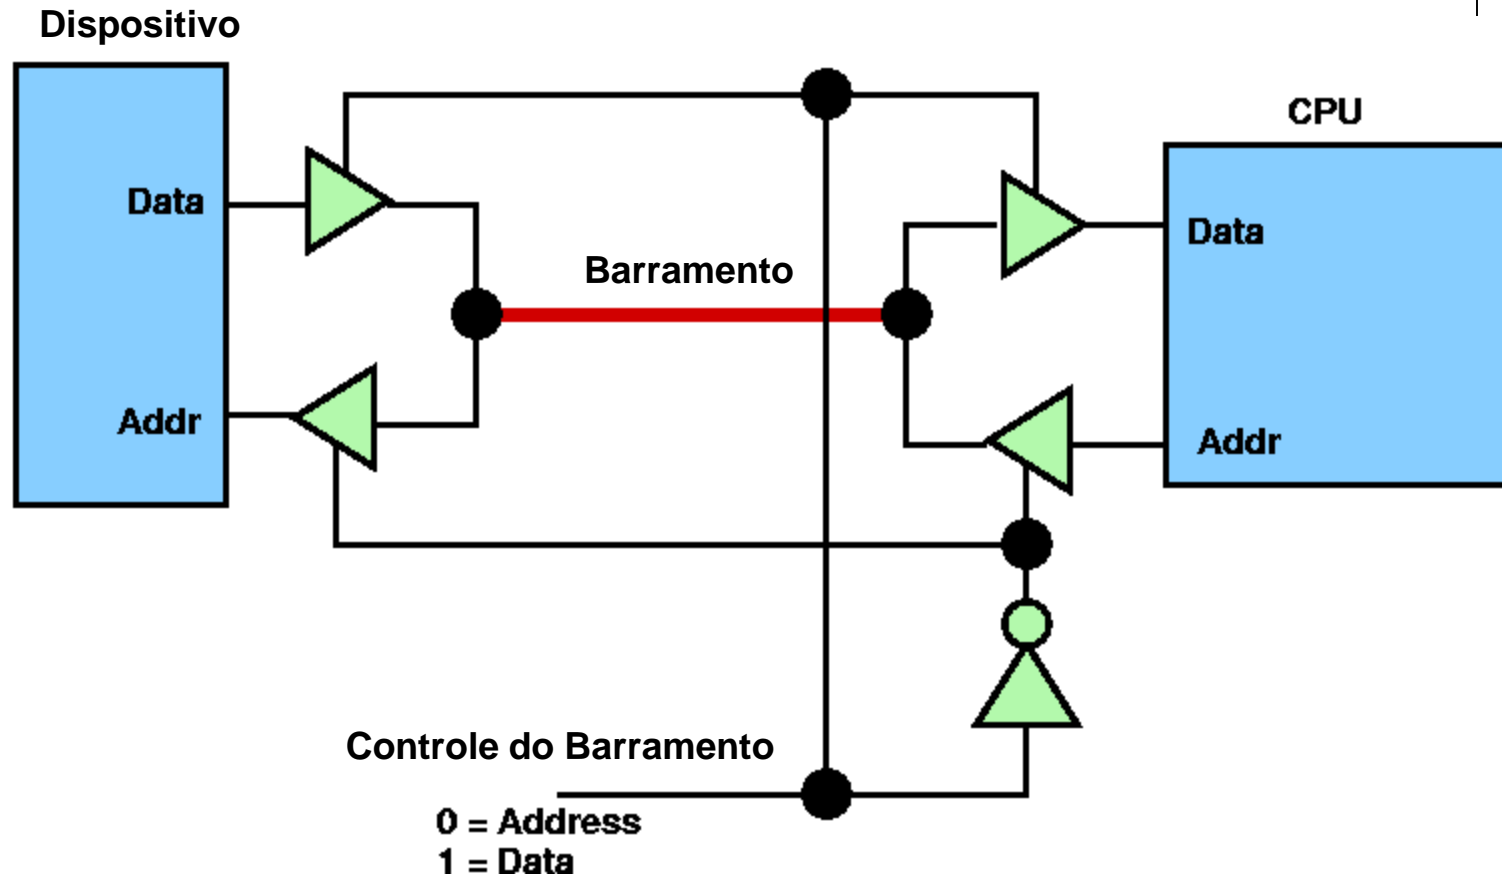 Dispositivo
CPU
Data
Data
Barramento
Addr
Addr
Controle do Barramento
0 = Address
1 = Data